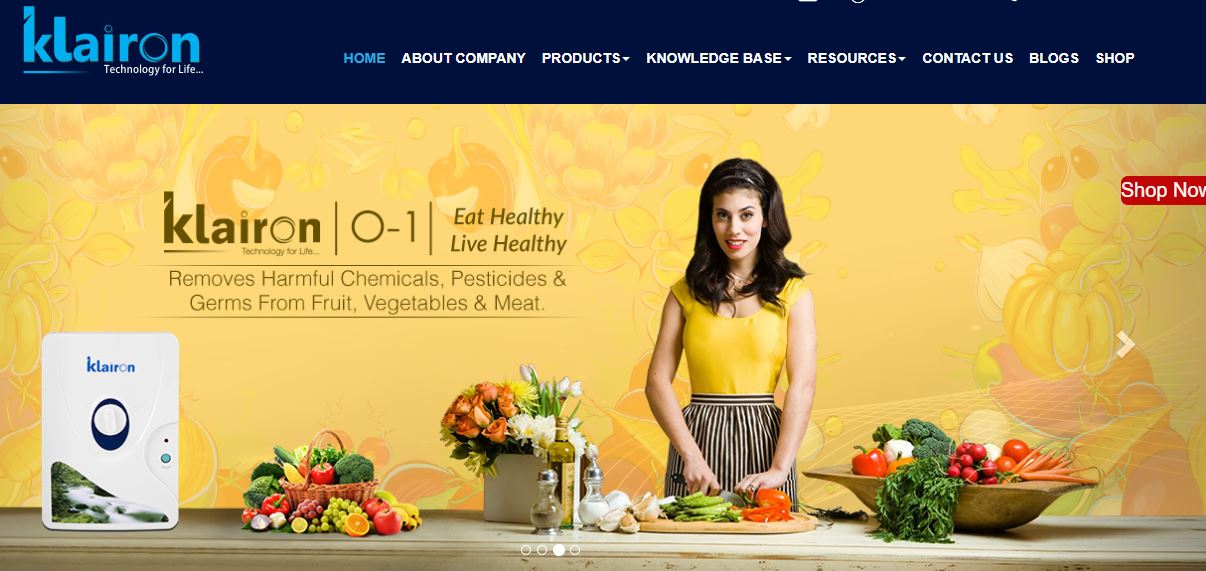 klairon
Technology for Life...
HOME ABOUT COMPANY PRODUCTS KNOWLEDGE BASE RESOURCES CONTACT US BLOGS SHOP
Shop Now
klairon | O-1 | Eat Healthy
Live Healthy
Technology for Life...
Removes Harmful Chemicals, Pesticides &
Germs From Fruit, Vegetables & Meat.
klairon